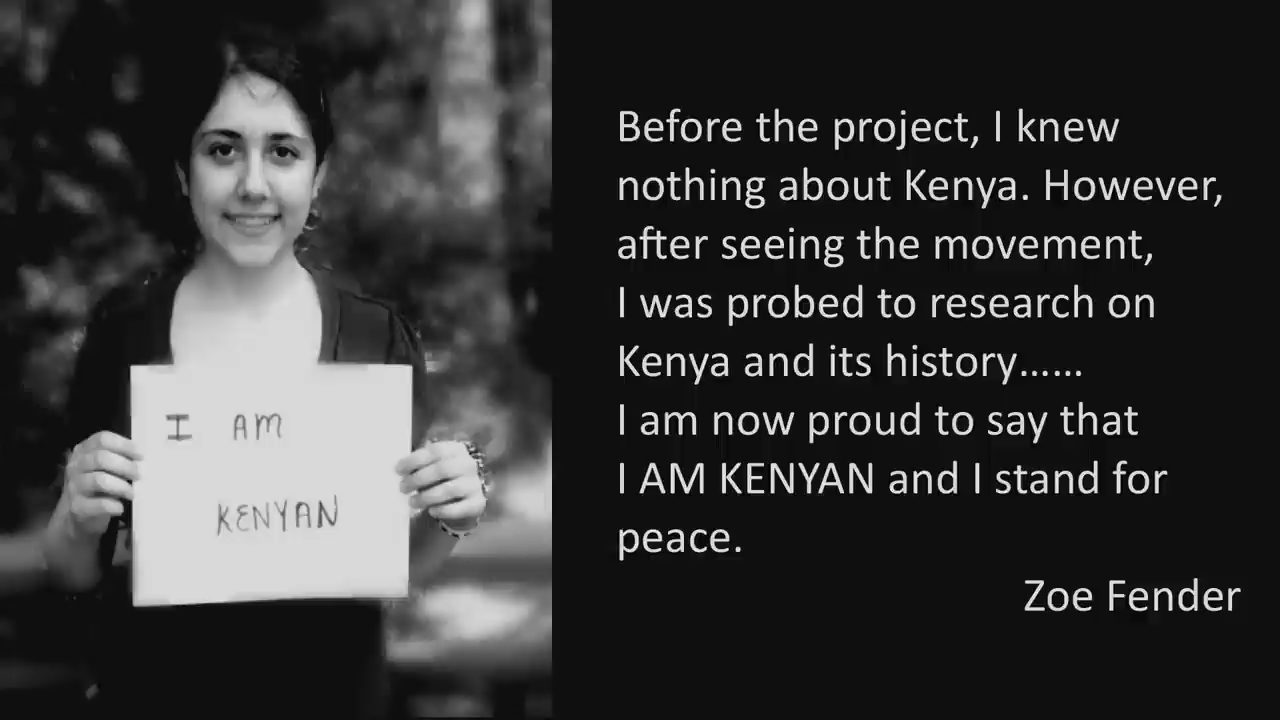 I AM
KENYAN
Before the project, I knew
nothing about Kenya. However,
after seeing the movement,
I was probed to research on
Kenya and its history......
I am now proud to say that
I AM KENYAN and I stand for
peace.
Zoe Fender